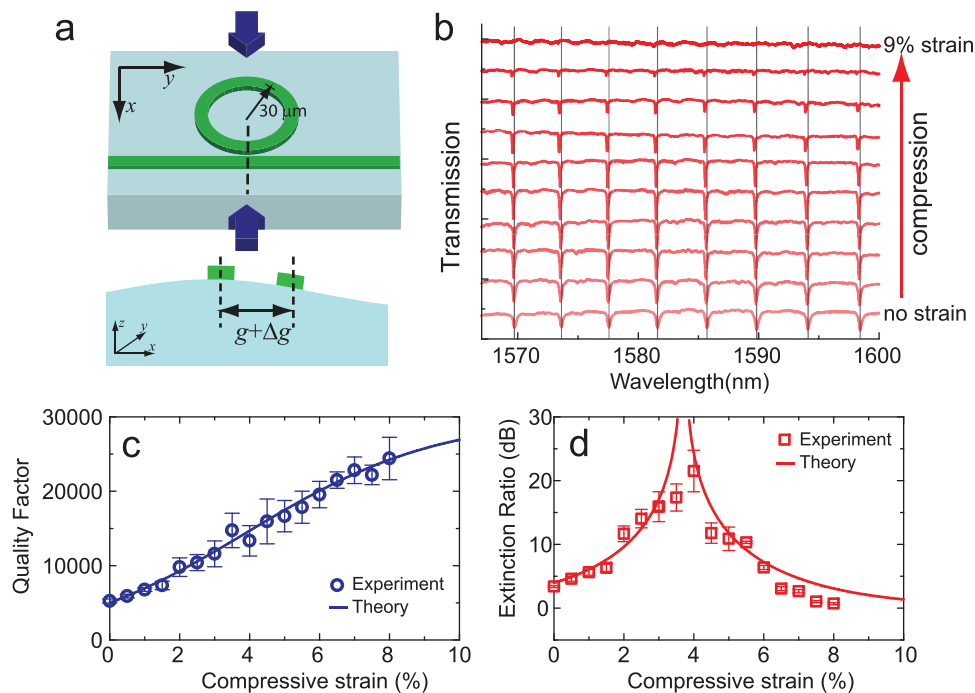 a
y
x
30 μm
z
y
x
g+Δg
b
Transmission
9% strain
compression
no strain
1570
1580
1590
1600
Wavelength(nm)
c
Quality Factor
30000
20000
10000
0
Experiment
Theory
0
2
4
6
8
10
Compressive strain (%)
d
Extinction Ratio (dB)
30
20
10
0
Experiment
Theory
0
2
4
6
8
10
Compressive strain (%)